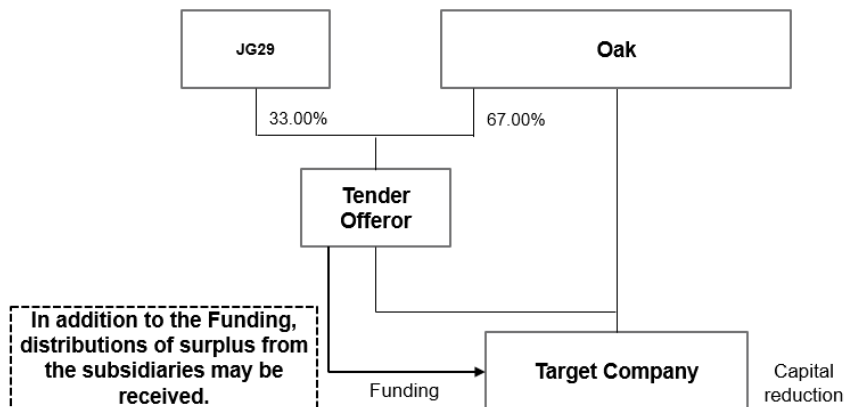 JG29
Oak
33.00%
67.00%
Tender
Offeror
In addition to the Funding,
distributions of surplus from
the subsidiaries may be
received.
Funding
Target Company
Capital
reduction